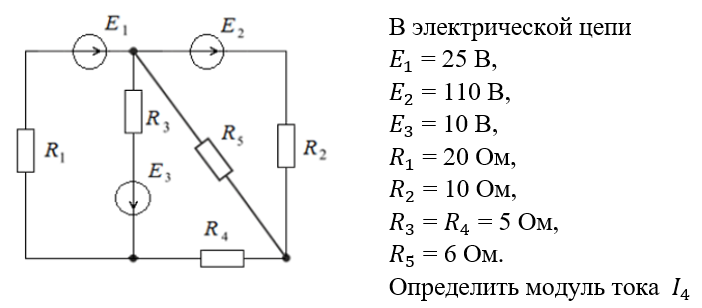 E₁
E₂
R₃
R₅
R₁
R₂
E₃
R₄
В электрической цепи
E₁ = 25 В,
E₂ = 110 В,
E₃ = 10 В,
R₁ = 20 Ом,
R₂ = 10 Ом,
R₃ = R₄ = 5 Ом,
R₅ = 6 Ом.
Определить модуль тока I₄